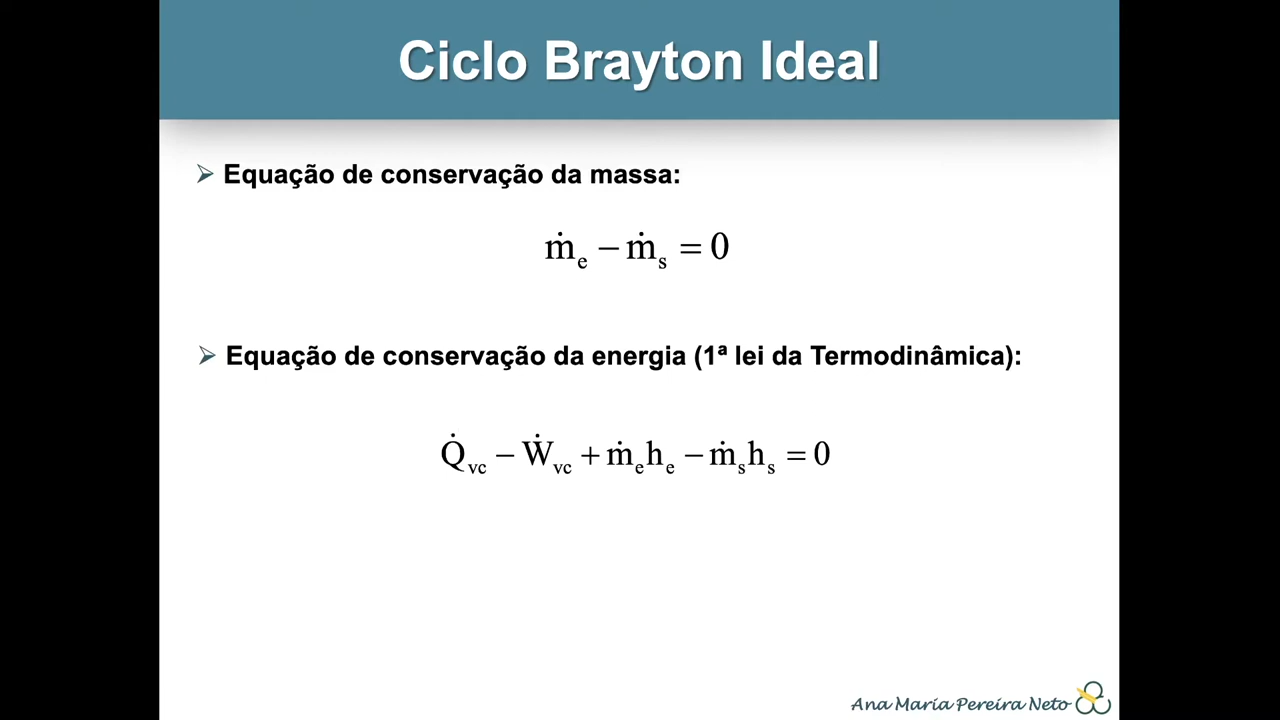 Ciclo Brayton Ideal
➢ Equação de conservação da massa:
ṁₑ − ṁₛ = 0
➢ Equação de conservação da energia (1ª lei da Termodinâmica):
Q̇vc − Ẇvc + ṁₑhₑ − ṁₛhₛ = 0
Ana Maria Pereira Neto